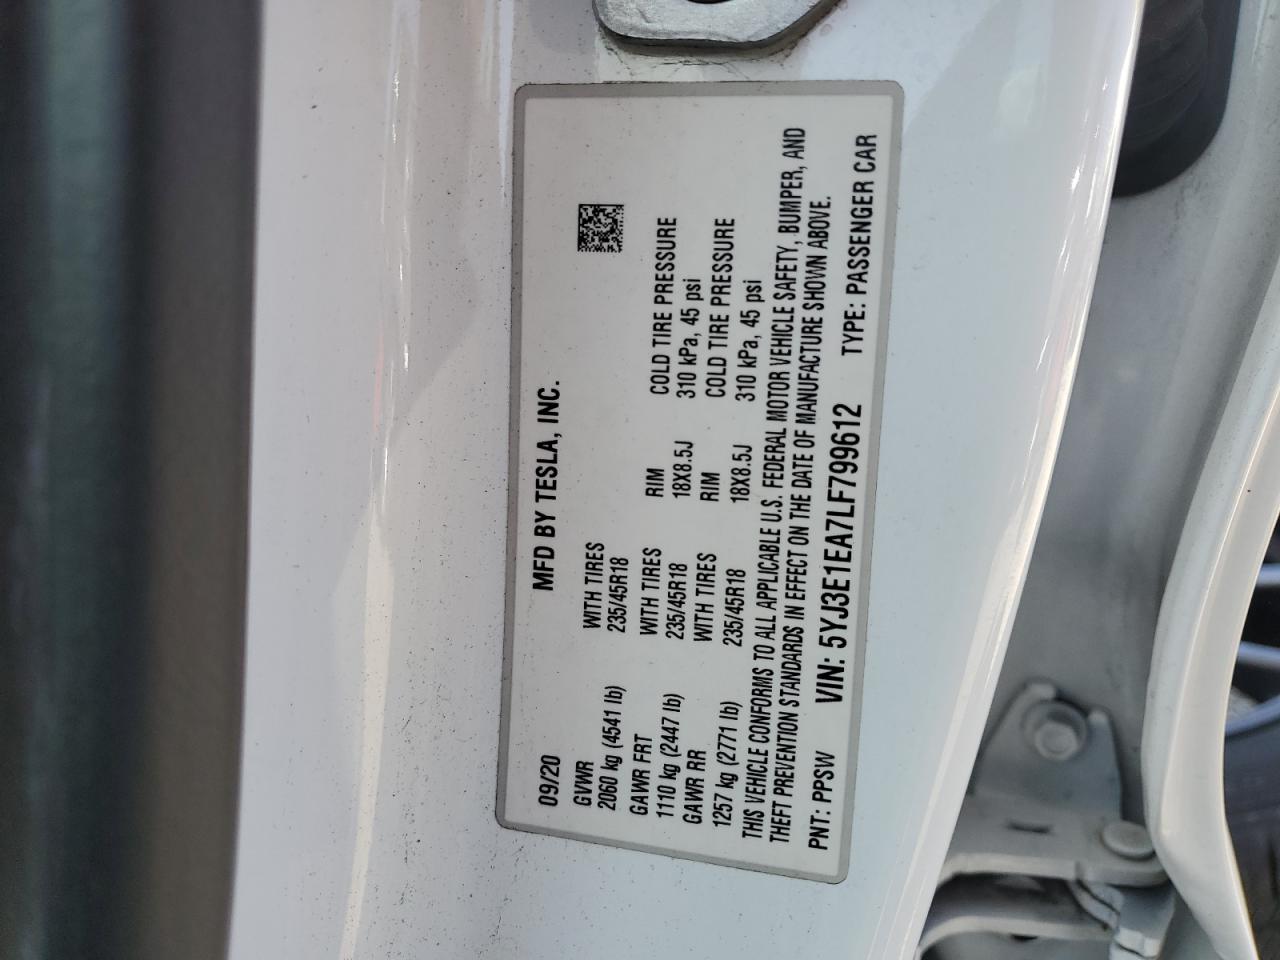 09/20 MFD BY TESLA, INC.
GVWR WITH TIRES
2060 kg (4541 lb) 235/45R18
GAWR FRT WITH TIRES RIM COLD TIRE PRESSURE
1110 kg (2447 lb) 235/45R18 18X8.5J 310 kPa, 45 psi
GAWR RR WITH TIRES RIM COLD TIRE PRESSURE
1257 kg (2771 lb) 235/45R18 18X8.5J 310 kPa, 45 psi
THIS VEHICLE CONFORMS TO ALL APPLICABLE U.S. FEDERAL MOTOR VEHICLE SAFETY, BUMPER, AND
THEFT PREVENTION STANDARDS IN EFFECT ON THE DATE OF MANUFACTURE SHOWN ABOVE.
PNT: PPSW VIN: 5YJ3E1EA7LF799612 TYPE: PASSENGER CAR